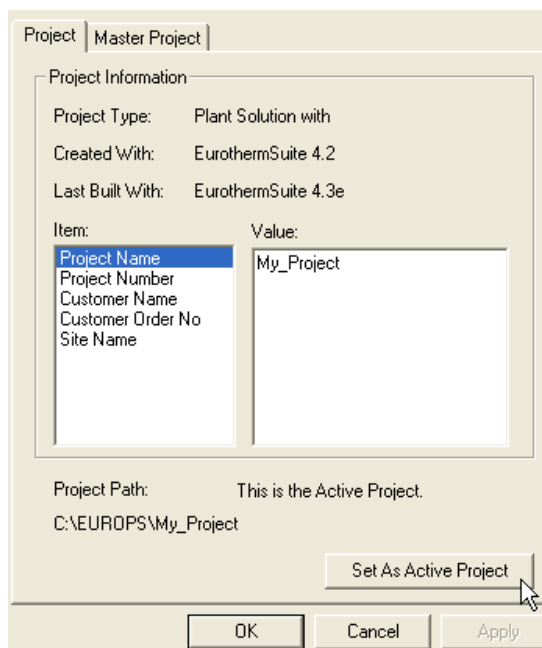 Project Master Project
Project Information
Project Type: Plant Solution with
Created With: EurothermSuite 4.2
Last Built With: EurothermSuite 4.3e
Item: Value:
Project Name My_Project
Project Number
Customer Name
Customer Order No
Site Name
Project Path: This is the Active Project.
C:\EUROPS\My_Project
Set As Active Project
OK Cancel Apply